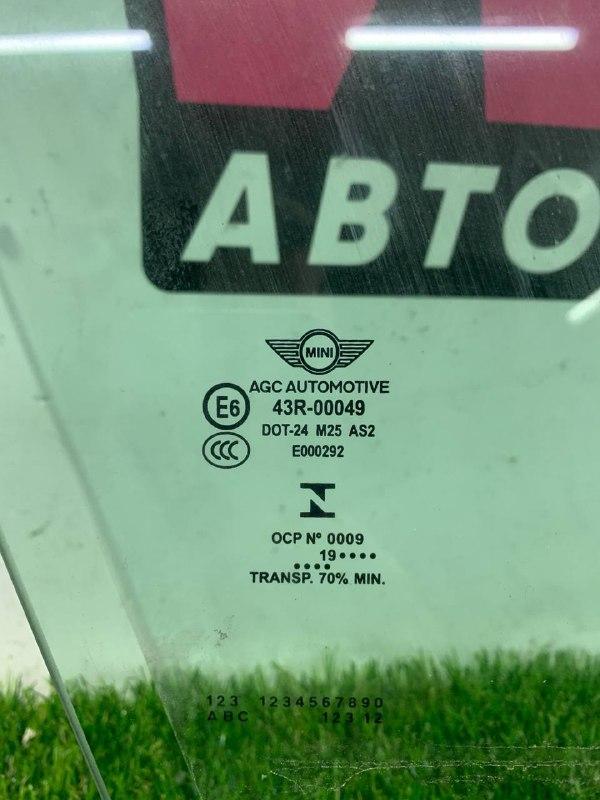 АВТО
MINI
AGC AUTOMOTIVE
E6 43R-00049
CCC DOT-24 M25 AS2
E000292
OCP Nº 0009
19••••
••••
TRANSP. 70% MIN.
123 1234567890
ABC 123 12